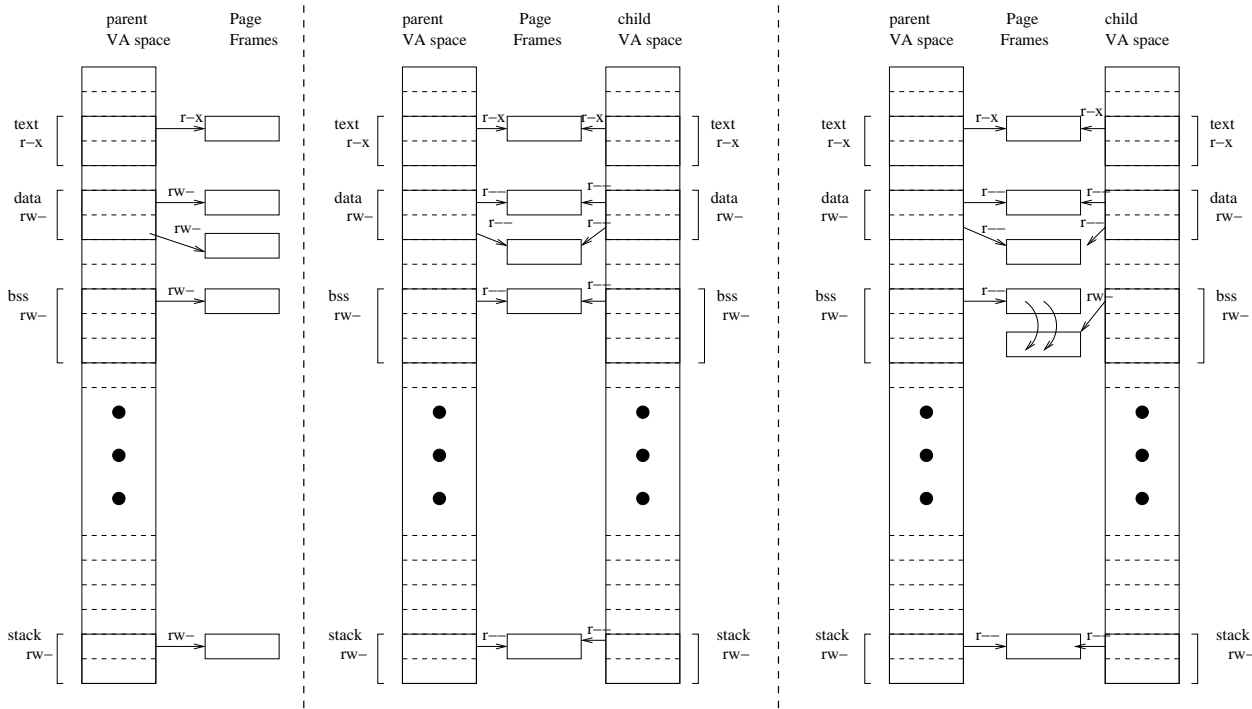 parent
VA space
Page
Frames
text
r–x
r–x
data
rw–
rw–
rw–
bss
rw–
rw–
stack
rw–
rw–
parent
VA space
Page
Frames
child
VA space
text
r–x
r–x
r–x
text
r–x
data
rw–
r––
r––
data
rw–
r––
r––
bss
rw–
r––
r––
bss
rw–
stack
rw–
r––
r––
stack
rw–
parent
VA space
Page
Frames
child
VA space
text
r–x
r–x
r–x
text
r–x
data
rw–
r––
r––
data
rw–
r––
r––
bss
rw–
r––
rw–
bss
rw–
stack
rw–
r––
r––
stack
rw–